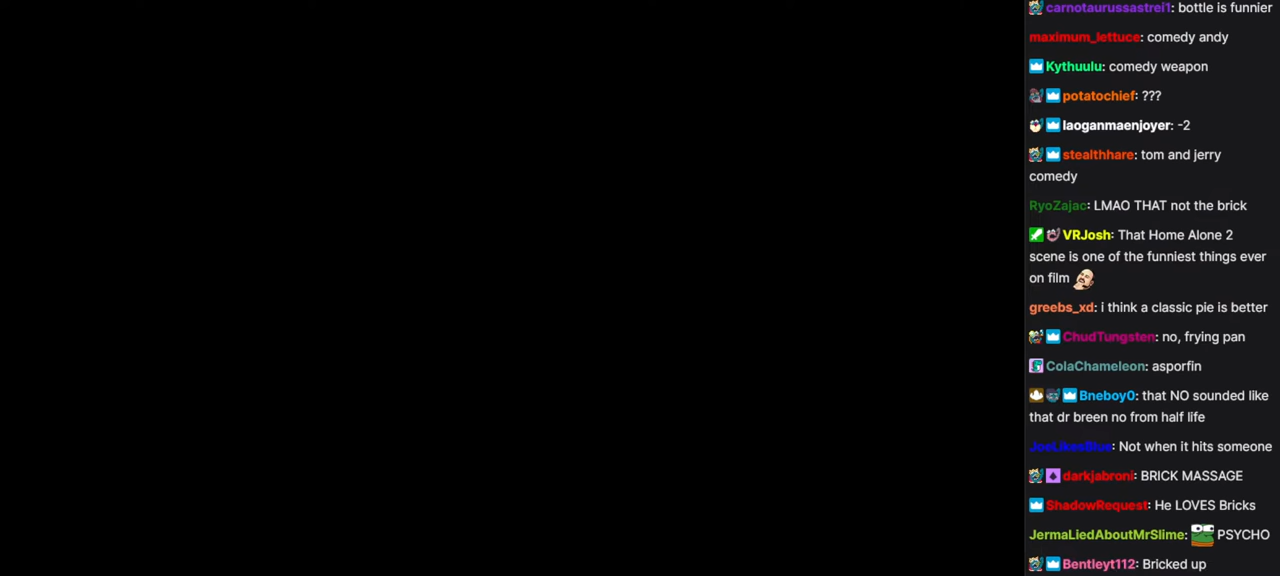 carnotaurussastrei1: bottle is funnier
maximum_lettuce: comedy andy
Kythuulu: comedy weapon
potatochief: ???
laoganmaenjoyer: -2
stealthhare: tom and jerry
comedy
RyoZajac: LMAO THAT not the brick
VRJosh: That Home Alone 2
scene is one of the funniest things ever
on film
greebs_xd: i think a classic pie is better
ChudTungsten: no, frying pan
ColaChameleon: asporfin
Bneboy0: that NO sounded like
that dr breen no from half life
JoeLikesBlue: Not when it hits someone
darkjabroni: BRICK MASSAGE
ShadowRequest: He LOVES Bricks
JermaLiedAboutMrSlime: PSYCHO
Bentleyt112: Bricked up